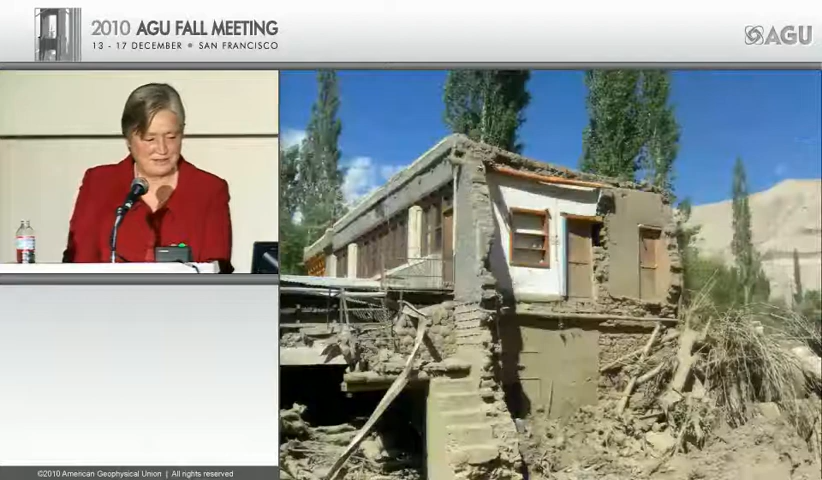 2010 AGU FALL MEETING
13 - 17 DECEMBER • SAN FRANCISCO
AGU
©2010 American Geophysical Union | All rights reserved